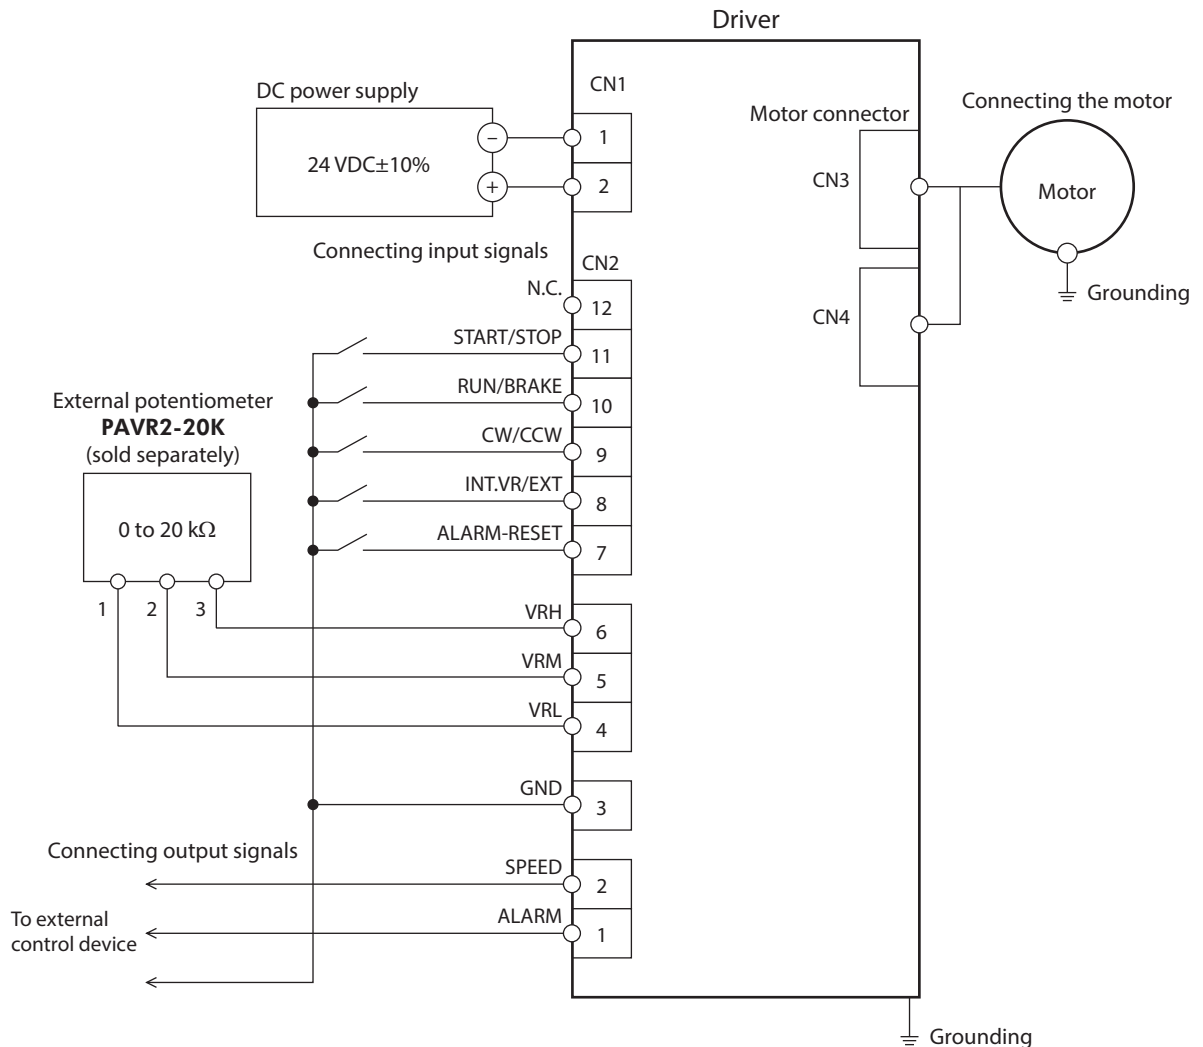 Driver
CN1
DC power supply
24 VDC±10%
−
+
1
2
Motor connector
CN3
CN4
Connecting the motor
Motor
Grounding
Connecting input signals
CN2
N.C.
12
START/STOP
11
RUN/BRAKE
10
CW/CCW
9
INT.VR/EXT
8
ALARM-RESET
7
External potentiometer
PAVR2-20K
(sold separately)
0 to 20 kΩ
1 2 3
VRH
6
VRM
5
VRL
4
GND
3
Connecting output signals
SPEED
2
ALARM
1
To external
control device
Grounding